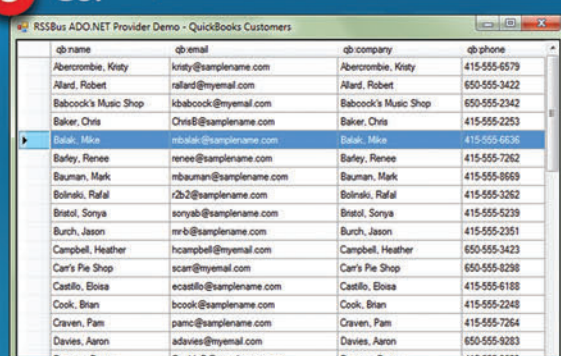 RSSBus ADO.NET Provider Demo - QuickBooks Customers
qb:name qb:email qb:company qb:phone
Abercrombie, Kristy kristy@samplename.com Abercrombie, Kristy 415-555-6579
Allard, Robert rallard@myemail.com Allard, Robert 650-555-3422
Babcock's Music Shop kbabcock@myemail.com Babcock's Music Shop 650-555-2342
Baker, Chris ChrisB@samplename.com Baker, Chris 415-555-2253
Balak, Mike mbalak@samplename.com Balak, Mike 415-555-6636
Barley, Renee renee@samplename.com Barley, Renee 415-555-7262
Bauman, Mark mbauman@samplename.com Bauman, Mark 415-555-8669
Bolinski, Rafal r2b2@samplename.com Bolinski, Rafal 415-555-3262
Bristol, Sonya sonyab@samplename.com Bristol, Sonya 415-555-5239
Burch, Jason mr-b@samplename.com Burch, Jason 415-555-2351
Campbell, Heather hcampbell@myemail.com Campbell, Heather 650-555-3423
Carr's Pie Shop scarr@myemail.com Carr's Pie Shop 650-555-8298
Castillo, Eloisa ecastillo@samplename.com Castillo, Eloisa 415-555-6188
Cook, Brian bcook@samplename.com Cook, Brian 415-555-2248
Craven, Pam pamc@samplename.com Craven, Pam 415-555-7264
Davies, Aaron adavies@myemail.com Davies, Aaron 650-555-9283